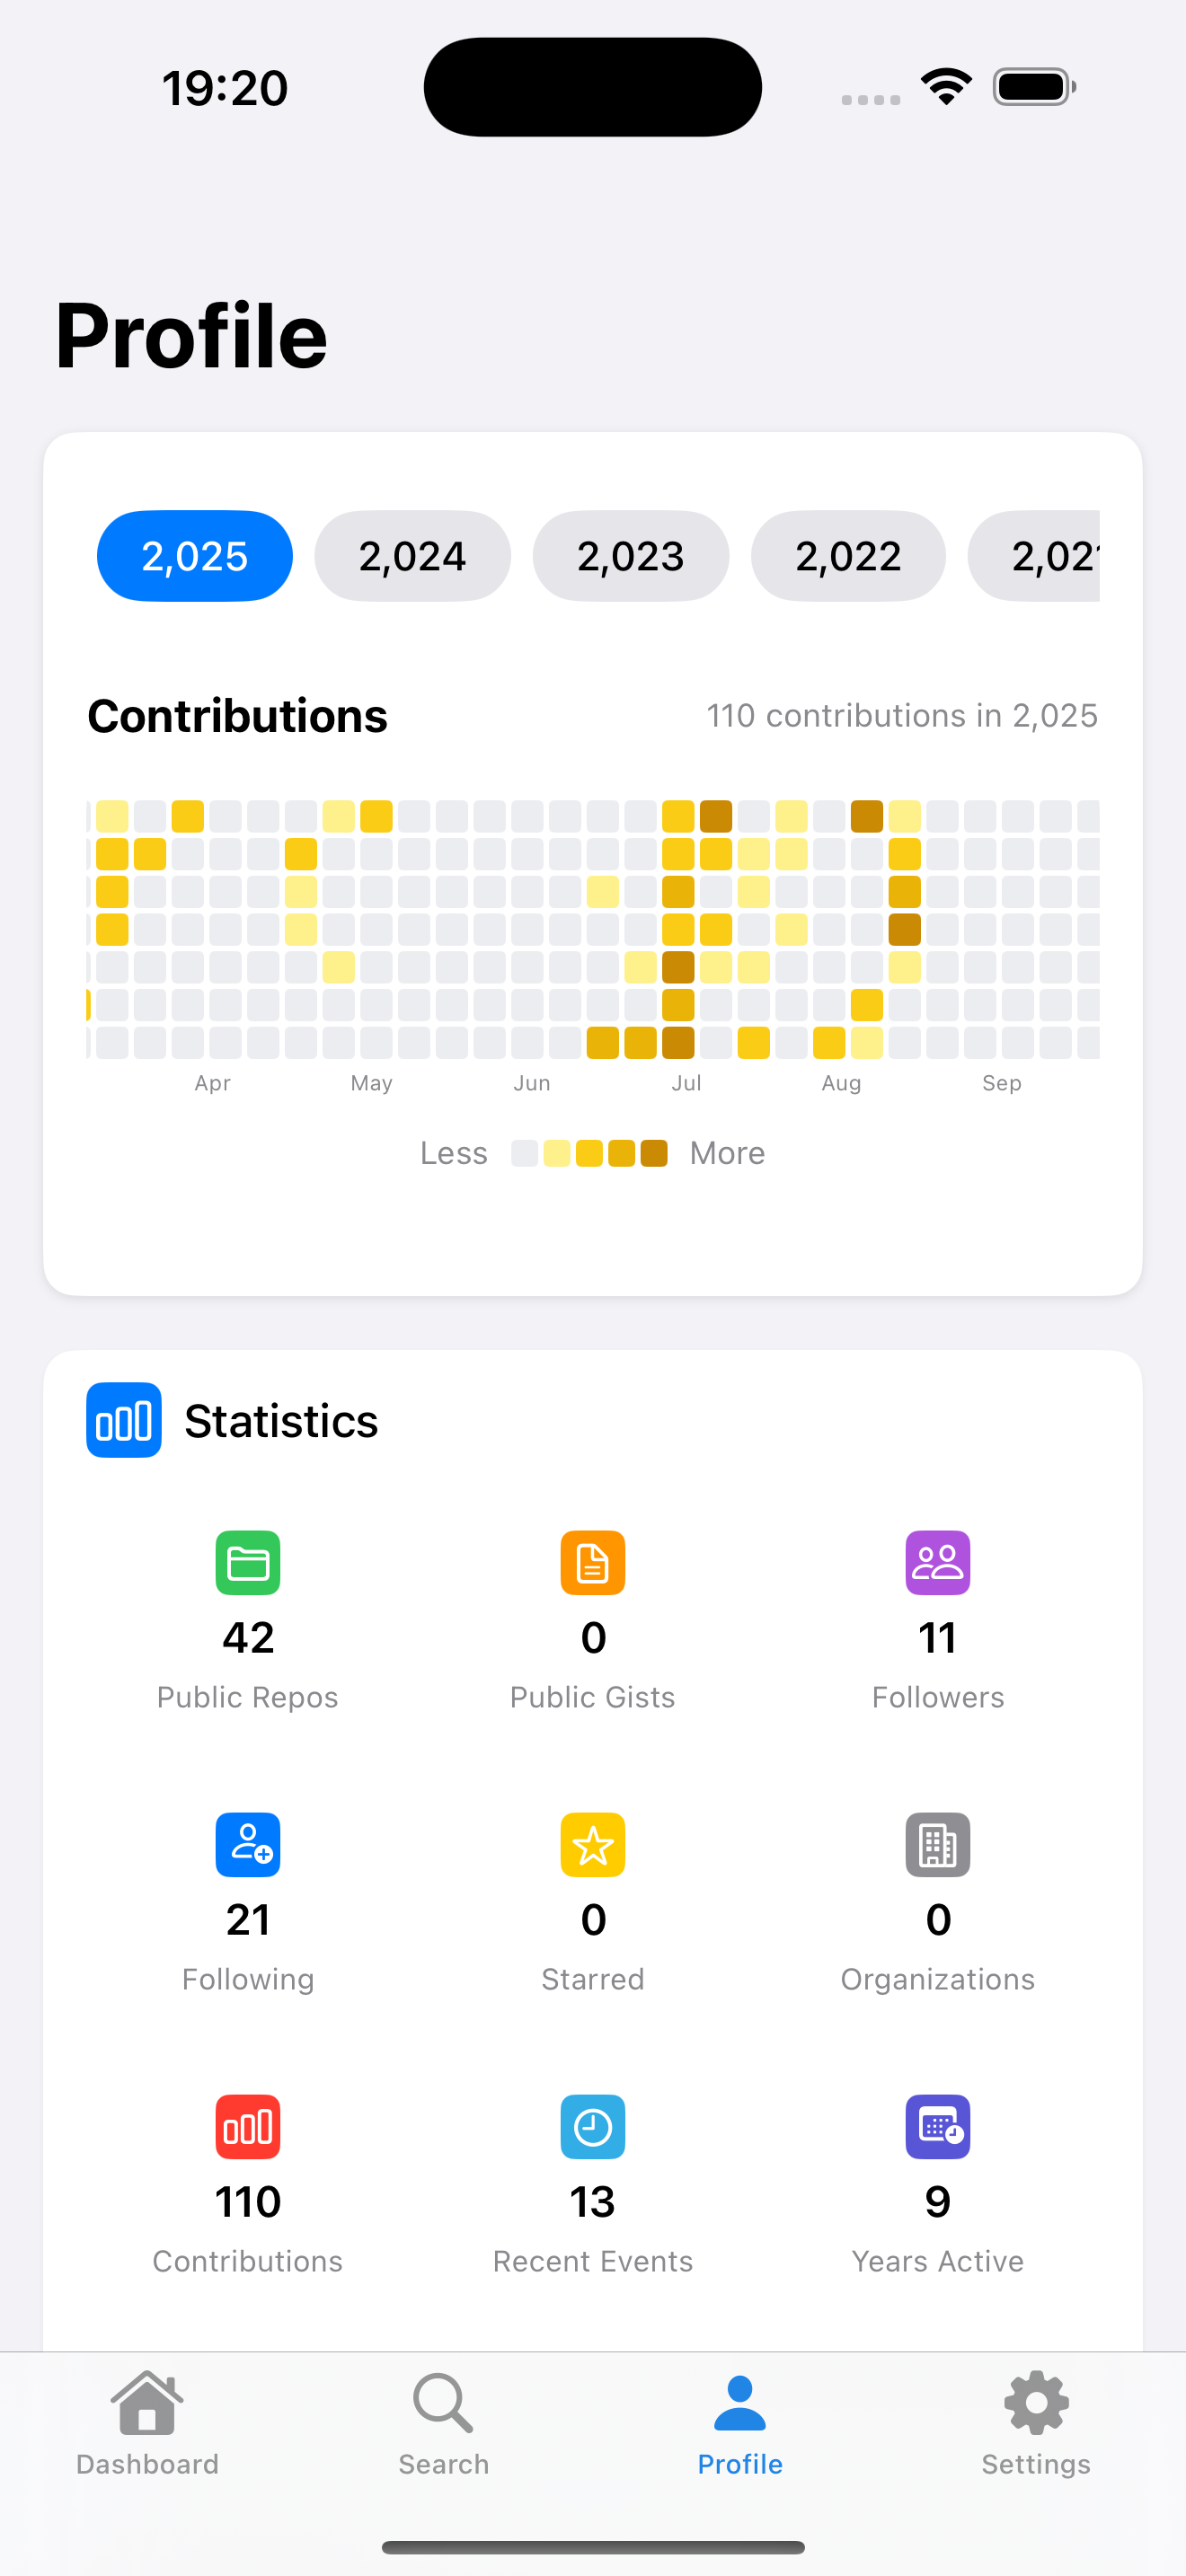 19:20
Profile
2,025 2,024 2,023 2,022 2,02
Contributions 110 contributions in 2,025
Apr May Jun Jul Aug Sep
Less More
Statistics
42 0 11
Public Repos Public Gists Followers
21 0 0
Following Starred Organizations
110 13 9
Contributions Recent Events Years Active
Dashboard Search Profile Settings